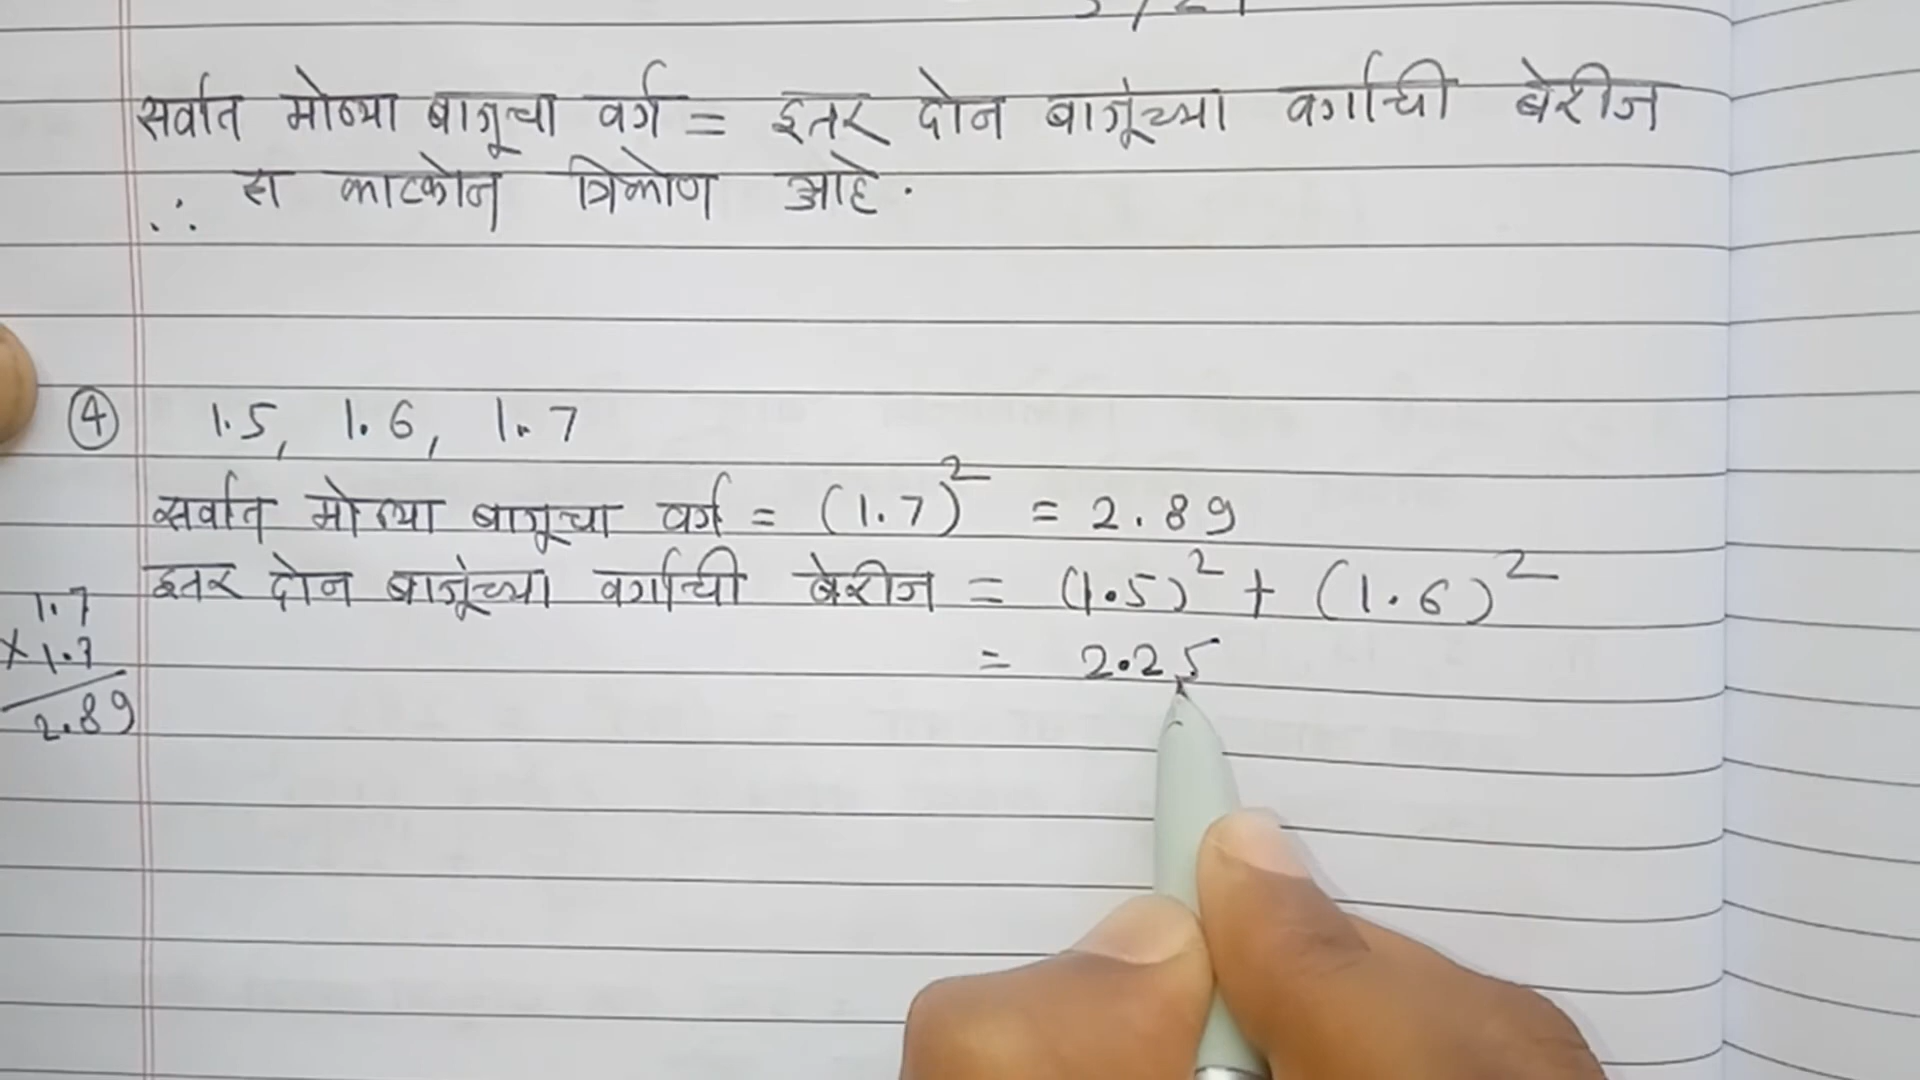 सर्वात मोठ्या बाजूचा वर्ग = इतर दोन बाजूंच्या वर्गाची बेरीज
∴ हा काटकोन त्रिकोण आहे.
④ 1.5, 1.6, 1.7
सर्वात मोठ्या बाजूचा वर्ग = (1.7)² = 2.89
इतर दोन बाजूंच्या वर्गाची बेरीज = (1.5)² + (1.6)²
= 2.25
1.7
× 1.7
2.89